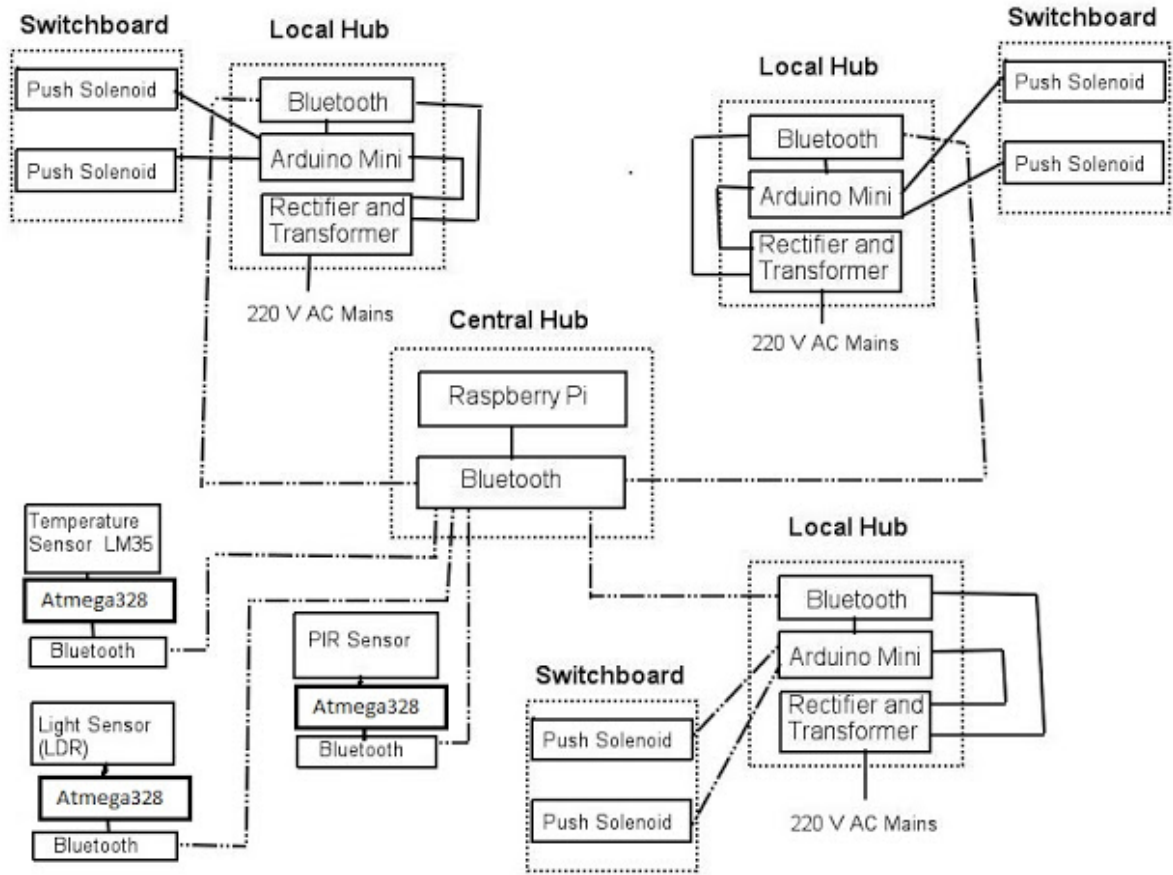 Switchboard
Push Solenoid
Push Solenoid
Local Hub
Bluetooth
Arduino Mini
Rectifier and
Transformer
220 V AC Mains
Local Hub
Bluetooth
Arduino Mini
Rectifier and
Transformer
220 V AC Mains
Switchboard
Push Solenoid
Push Solenoid
Central Hub
Raspberry Pi
Bluetooth
Temperature
Sensor LM35
Atmega328
Bluetooth
Light Sensor
(LDR)
Atmega328
Bluetooth
PIR Sensor
Atmega328
Bluetooth
Switchboard
Push Solenoid
Push Solenoid
Local Hub
Bluetooth
Arduino Mini
Rectifier and
Transformer
220 V AC Mains